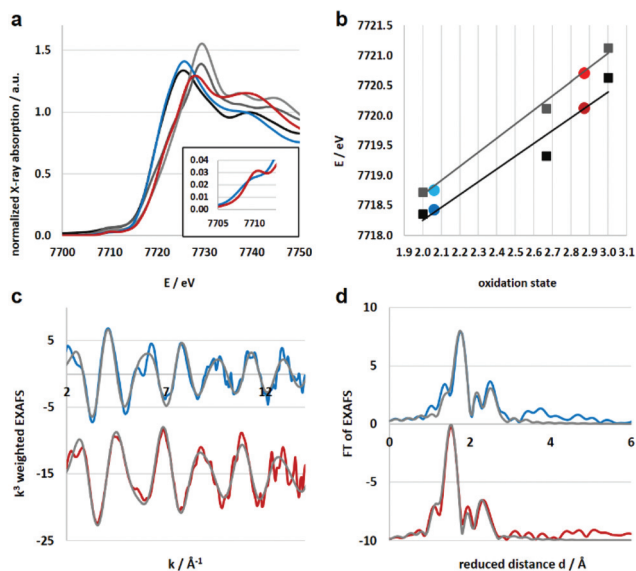 a
normalized X-ray absorption / a.u.
1.5
1.0
0.5
0.0
7700 7710 7720 7730 7740 7750
E / eV
0.04
0.03
0.02
0.01
0.00
7705 7710
b
E / eV
7721.5
7721.0
7720.5
7720.0
7719.5
7719.0
7718.5
7718.0
1.9 2.0 2.1 2.2 2.3 2.4 2.5 2.6 2.7 2.8 2.9 3.0 3.1
oxidation state
c
k³ weighted EXAFS
5
-5
-15
-25
2 7 12
k / Å⁻¹
d
FT of EXAFS
10
5
0
-5
-10
0 2 4 6
reduced distance d / Å